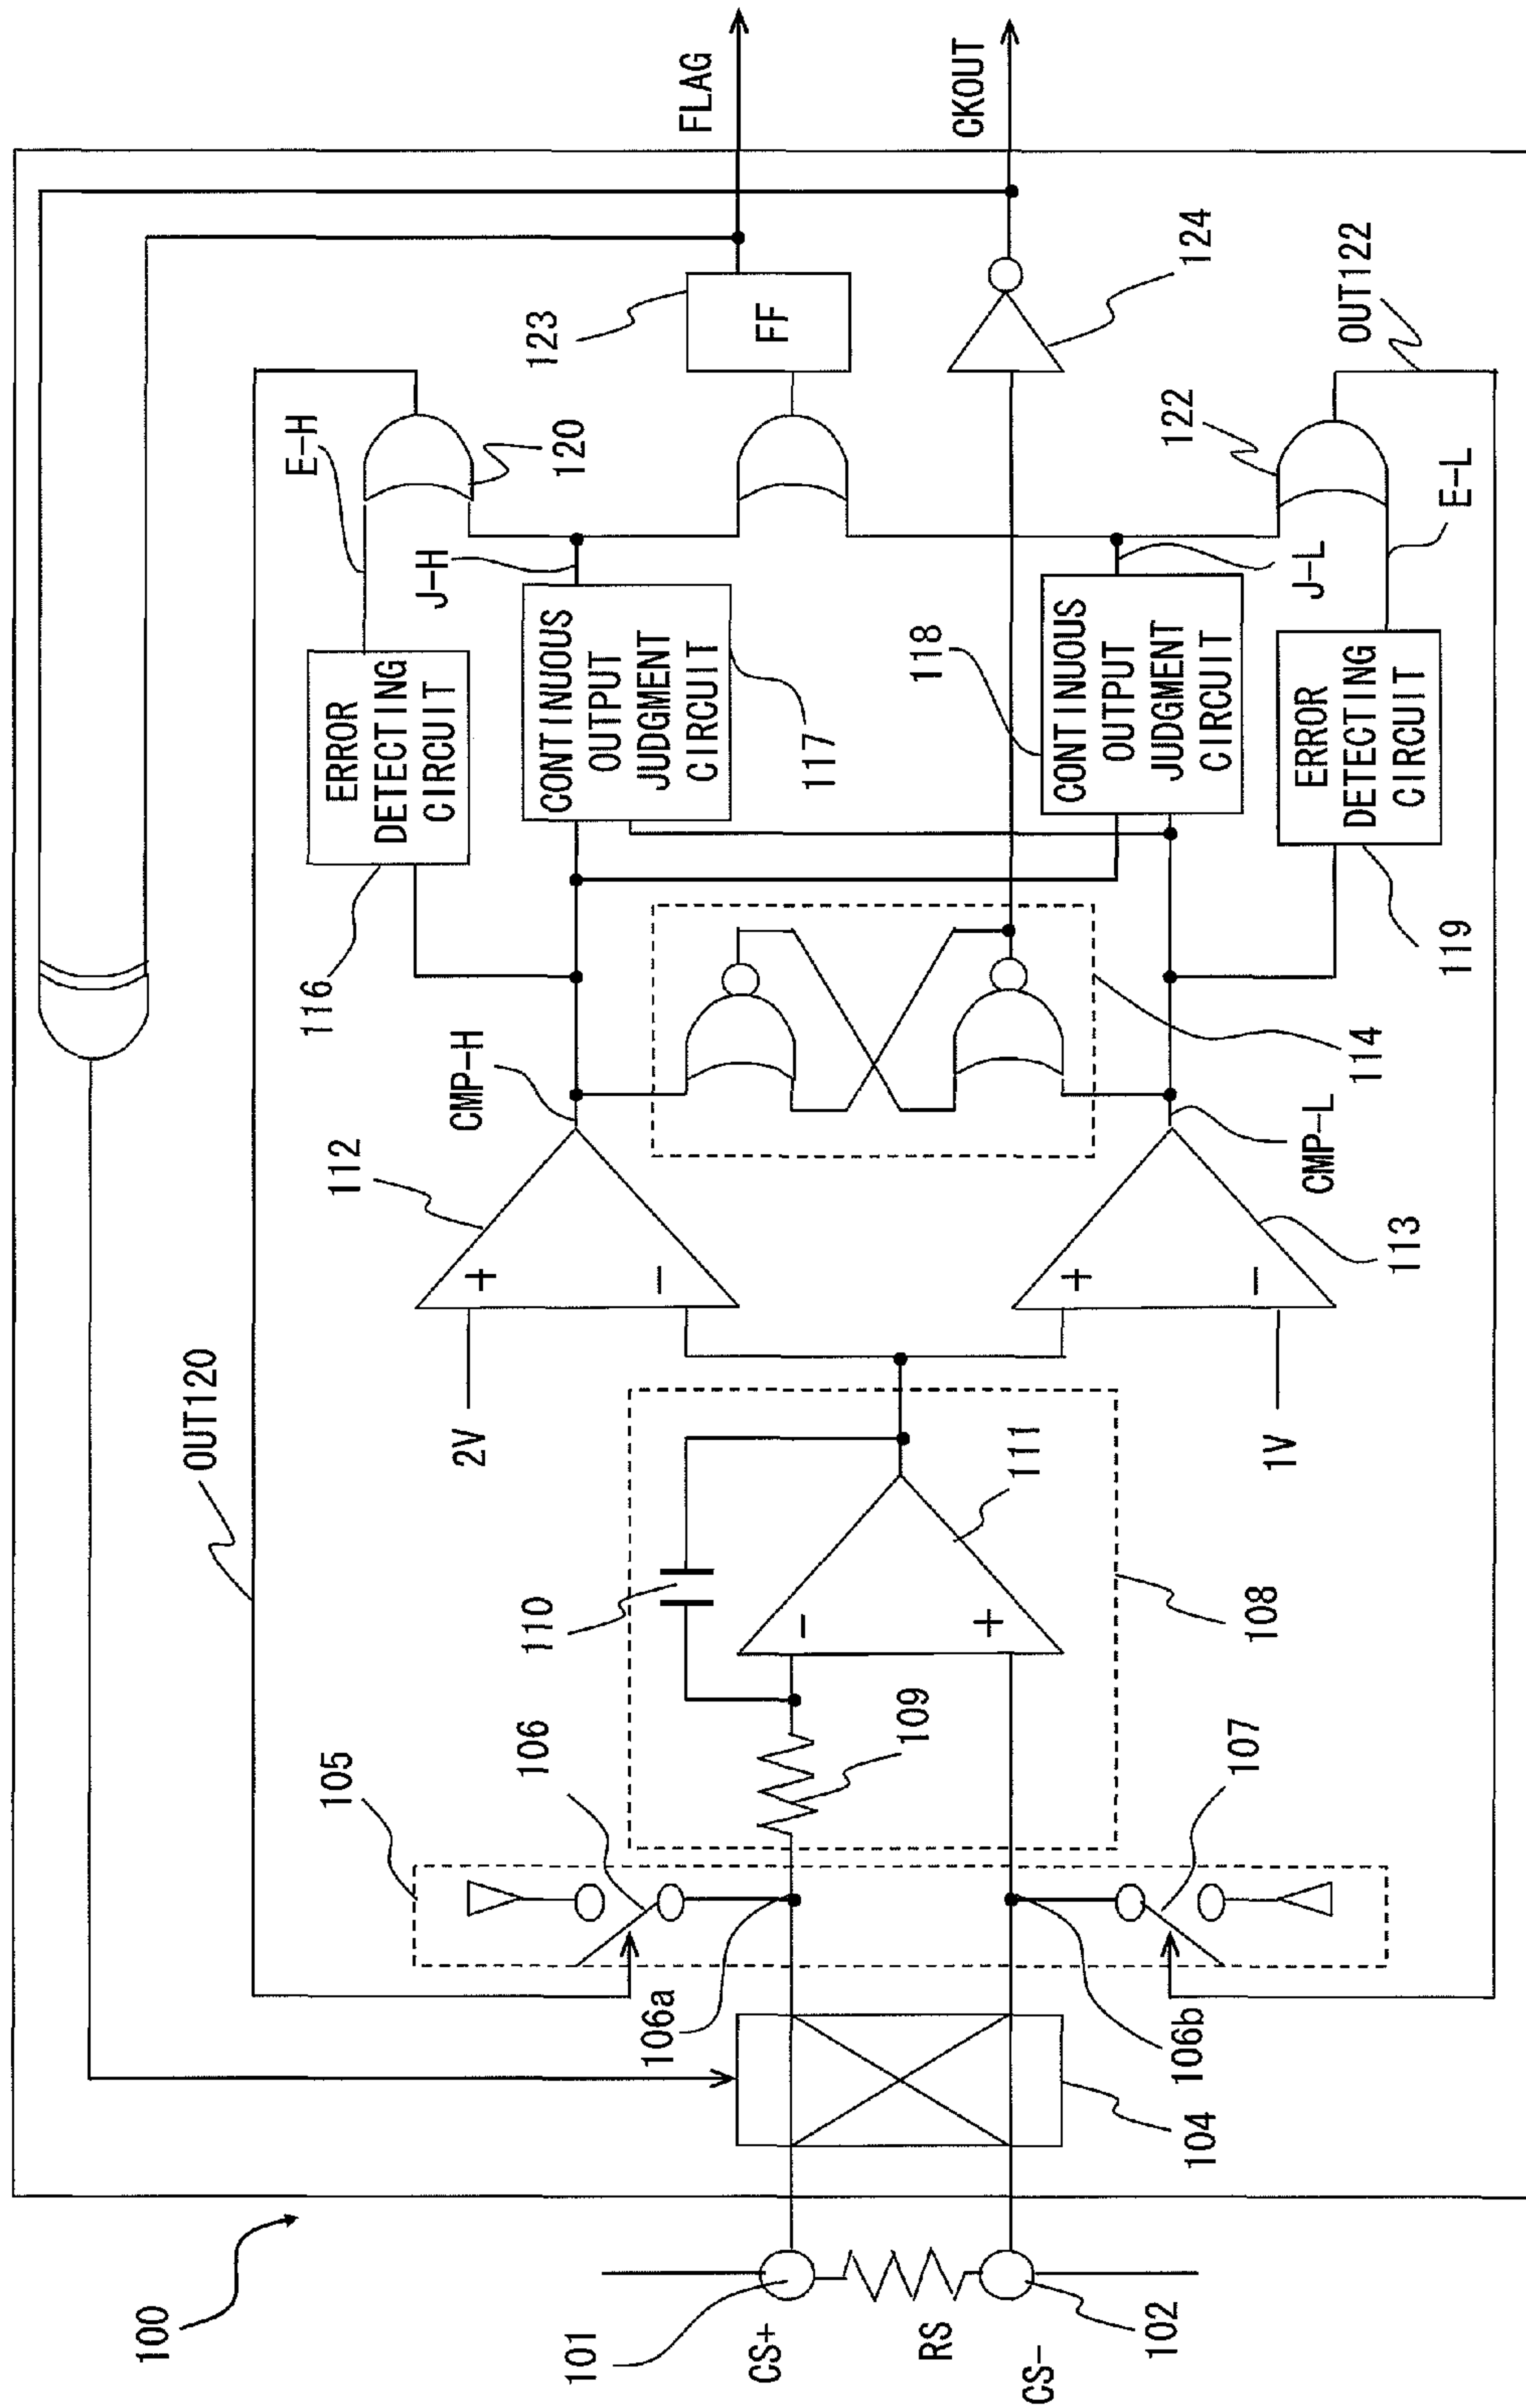 100
101
CS+
RS
CS-
102
104
106a
106b
105
106
107
OUT120
110
109
111
108
2V
1V
112
CMP-H
113
CMP-L
114
116
ERROR
DETECTING
CIRCUIT
E-H
120
CONTINUOUS
OUTPUT
JUDGMENT
CIRCUIT
117
J-H
118
CONTINUOUS
OUTPUT
JUDGMENT
CIRCUIT
J-L
ERROR
DETECTING
CIRCUIT
119
E-L
122
OUT122
123
FF
124
FLAG
CKOUT
+
-
+
-
-
+